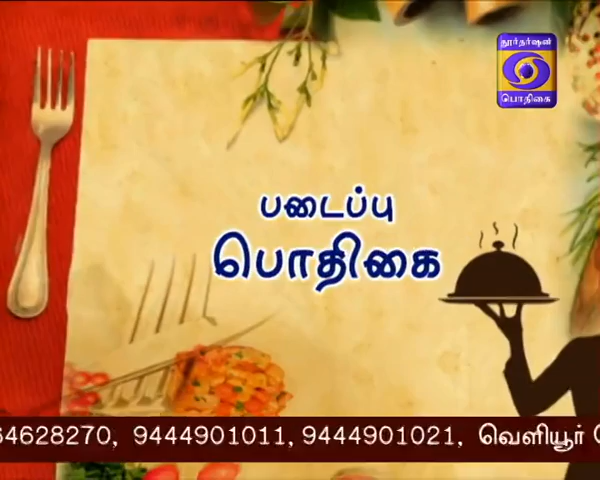 தூர்தர்ஷன்
பொதிகை
படைப்பு
பொதிகை
64628270, 9444901011, 9444901021, வெளியூர்